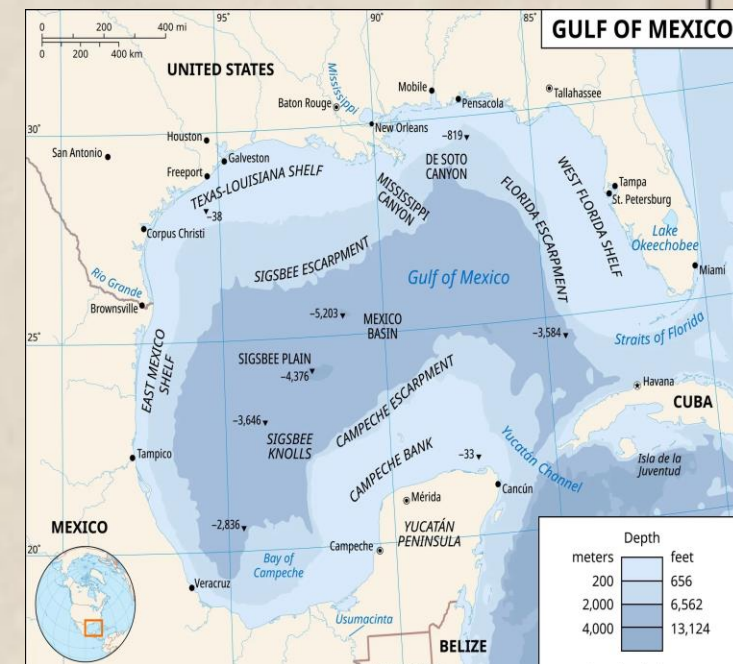 GULF OF MEXICO
0 200 400 mi
0 200 400 km
95°
90°
85°
UNITED STATES
Mississippi
Mobile
Pensacola
Tallahassee
Baton Rouge
New Orleans
30°
Houston
San Antonio
Galveston
Freeport
–819
DE SOTO
CANYON
TEXAS-LOUISIANA SHELF
–38
MISSISSIPPI
CANYON
FLORIDA ESCARPMENT
WEST FLORIDA SHELF
Tampa
St. Petersburg
Lake
Okeechobee
Miami
Corpus Christi
SIGSBEE ESCARPMENT
Gulf of Mexico
Rio Grande
Brownsville
–5,203
MEXICO
BASIN
–3,584
Straits of Florida
25°
EAST MEXICO
SHELF
SIGSBEE PLAIN
–4,376
CAMPECHE ESCARPMENT
Havana
CUBA
–3,646
SIGSBEE
KNOLLS
Tampico
CAMPECHE BANK
–33
Yucatán Channel
Isla de la
Juventud
Cancún
Mérida
MEXICO
–2,836
YUCATÁN
PENINSULA
20°
Bay of
Campeche
Campeche
Veracruz
Usumacinta
BELIZE
Depth
meters feet
200 656
2,000 6,562
4,000 13,124